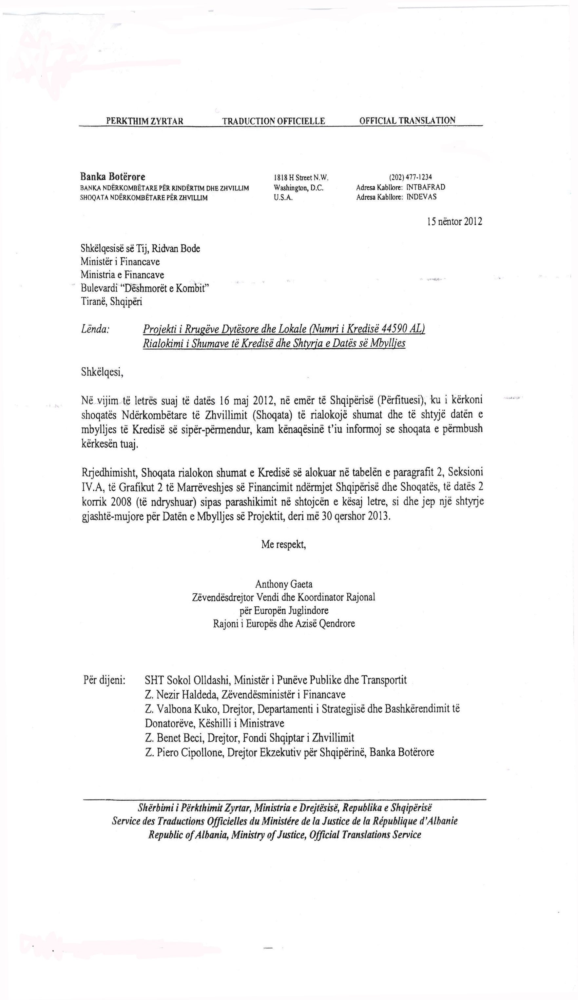 PERKTHIM ZYRTAR TRADUCTION OFFICIELLE OFFICIAL TRANSLATION
Banka Botërore 1818 H Street N.W. (202) 477-1234
BANKA NDËRKOMBËTARE PËR RINDËRTIM DHE ZHVILLIM Washington, D.C. Adresa Kabllore: INTBAFRAD
SHOQATA NDËRKOMBËTARE PËR ZHVILLIM U.S.A. Adresa Kabllore: INDEVAS
15 nëntor 2012
Shkëlqesisë së Tij, Ridvan Bode
Ministër i Financave
Ministria e Financave
Bulevardi “Dëshmorët e Kombit”
Tiranë, Shqipëri
Lënda: Projekti i Rrugëve Dytësore dhe Lokale (Numri i Kredisë 44590 AL)
Rialokimi i Shumave të Kredisë dhe Shtyrja e Datës së Mbylljes
Shkëlqesi,
Në vijim të letrës suaj të datës 16 maj 2012, në emër të Shqipërisë (Përfituesi), ku i kërkoni
shoqatës Ndërkombëtare të Zhvillimit (Shoqata) të rialokojë shumat dhe të shtyjë datën e
mbylljes të Kredisë së sipër-përmendur, kam kënaqësinë t’iu informoj se shoqata e përmbush
kërkesën tuaj.
Rrjedhimisht, Shoqata rialokon shumat e Kredisë së alokuar në tabelën e paragrafit 2, Seksioni
IV.A, të Grafikut 2 të Marrëveshjes së Financimit ndërmjet Shqipërisë dhe Shoqatës, të datës 2
korrik 2008 (të ndryshuar) sipas parashikimit në shtojcën e kësaj letre, si dhe jep një shtyrje
gjashtë-mujore për Datën e Mbylljes së Projektit, deri më 30 qershor 2013.
Me respekt,
Anthony Gaeta
Zëvendësdrejtor Vendi dhe Koordinator Rajonal
për Europën Juglindore
Rajoni i Europës dhe Azisë Qendrore
Për dijeni: SHT Sokol Olldashi, Ministër i Punëve Publike dhe Transportit
Z. Nezir Haldeda, Zëvendësministër i Financave
Z. Valbona Kuko, Drejtor, Departamenti i Strategjisë dhe Bashkërendimit të
Donatorëve, Këshilli i Ministrave
Z. Benet Beci, Drejtor, Fondi Shqiptar i Zhvillimit
Z. Piero Cipollone, Drejtor Ekzekutiv për Shqipërinë, Banka Botërore
Shërbimi i Përkthimit Zyrtar, Ministria e Drejtësisë, Republika e Shqipërisë
Service des Traductions Officielles du Ministére de la Justice de la République d’Albanie
Republic of Albania, Ministry of Justice, Official Translations Service